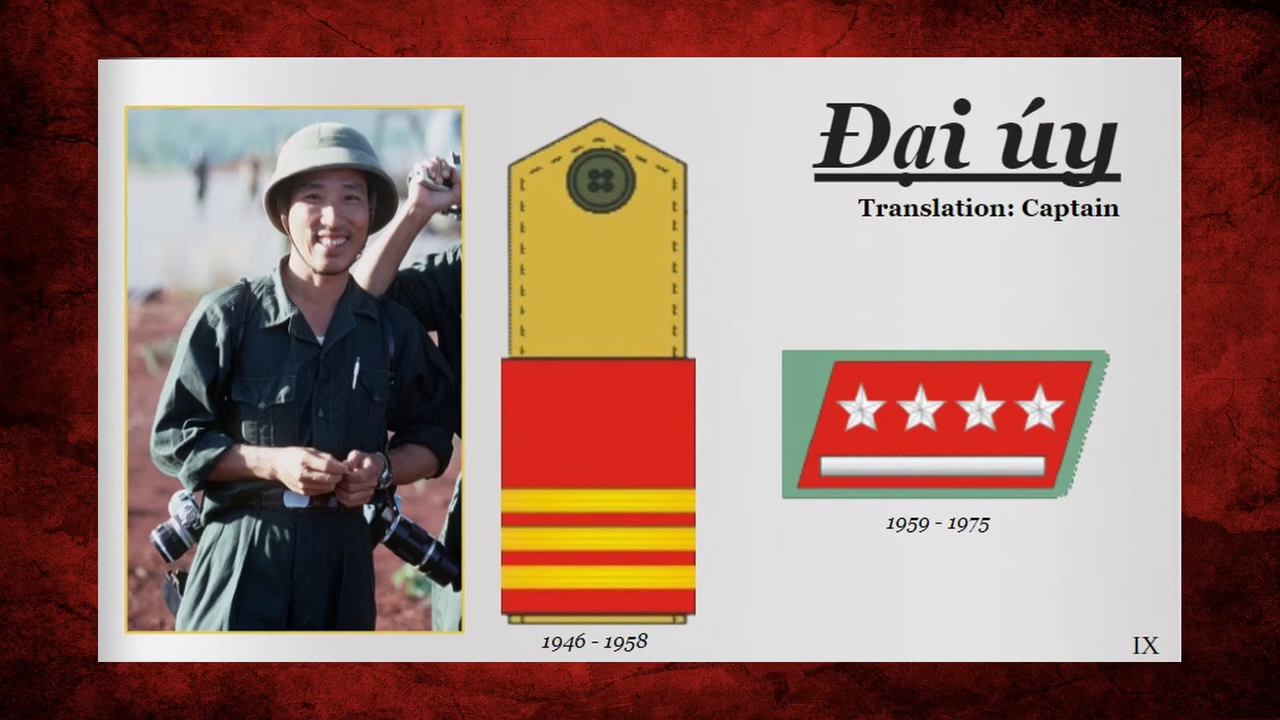 Đại úy
Translation: Captain
1959 - 1975
1946 - 1958
IX